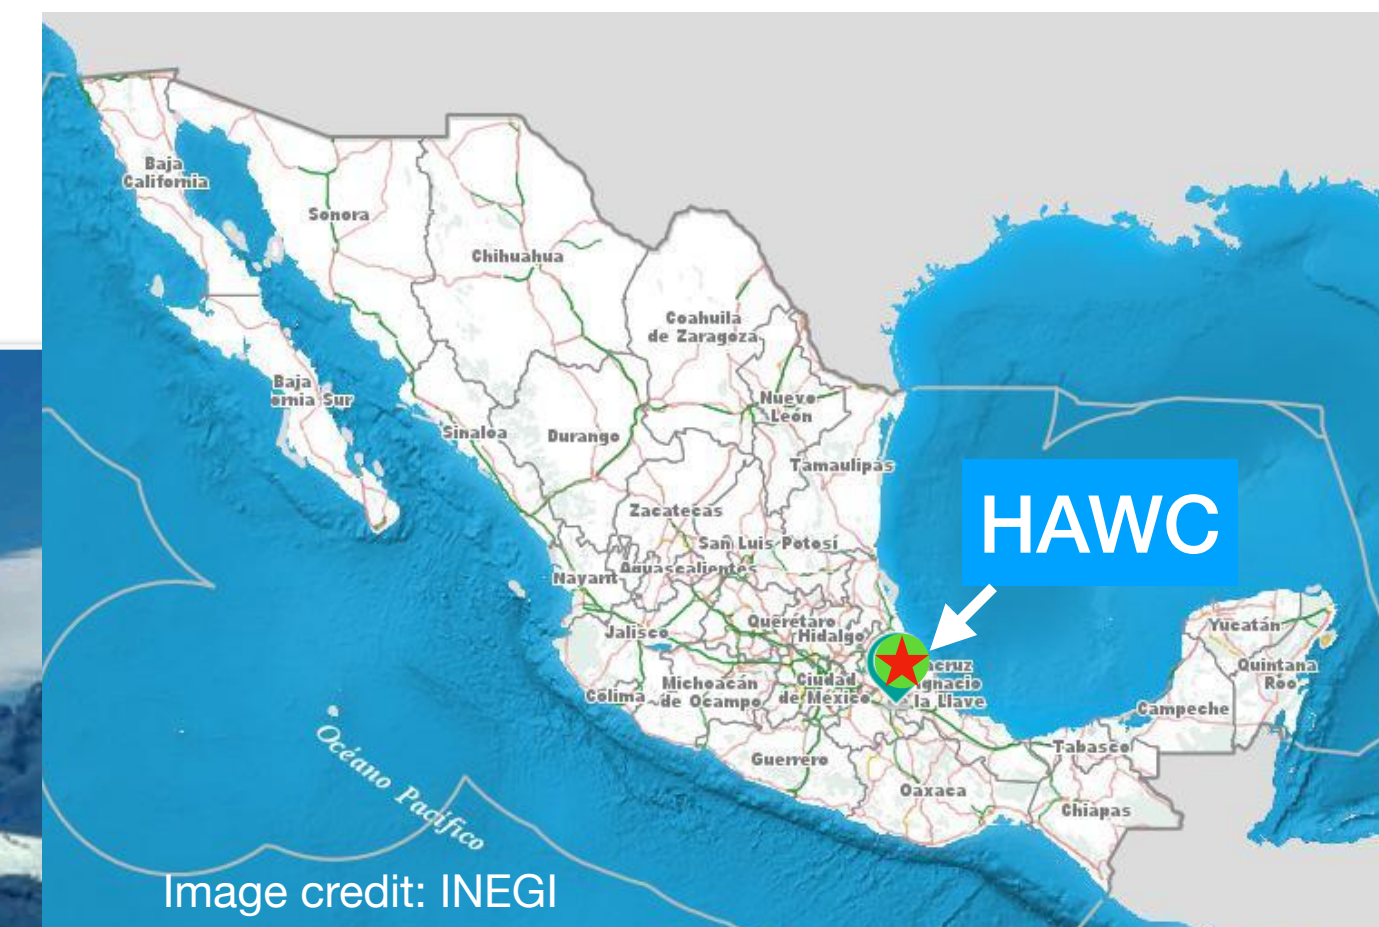 Baja
California
Sonora
Chihuahua
Coahuila
de Zaragoza
Baja
ornia Sur
Nuevo
León
Sinaloa
Durango
Tamaulipas
HAWC
Zacatecas
San Luis Potosí
Aguascalientes
Nayarit
Querétaro
Yucatán
Jalisco
Hidalgo
acruz
Quintana
Roo
Ciudad
de México
Ignacio
la Llave
Michoacán
de Ocampo
Colima
Campeche
Tabasco
Guerrero
Oaxaca
Chiapas
Océano Pacífico
Image credit: INEGI